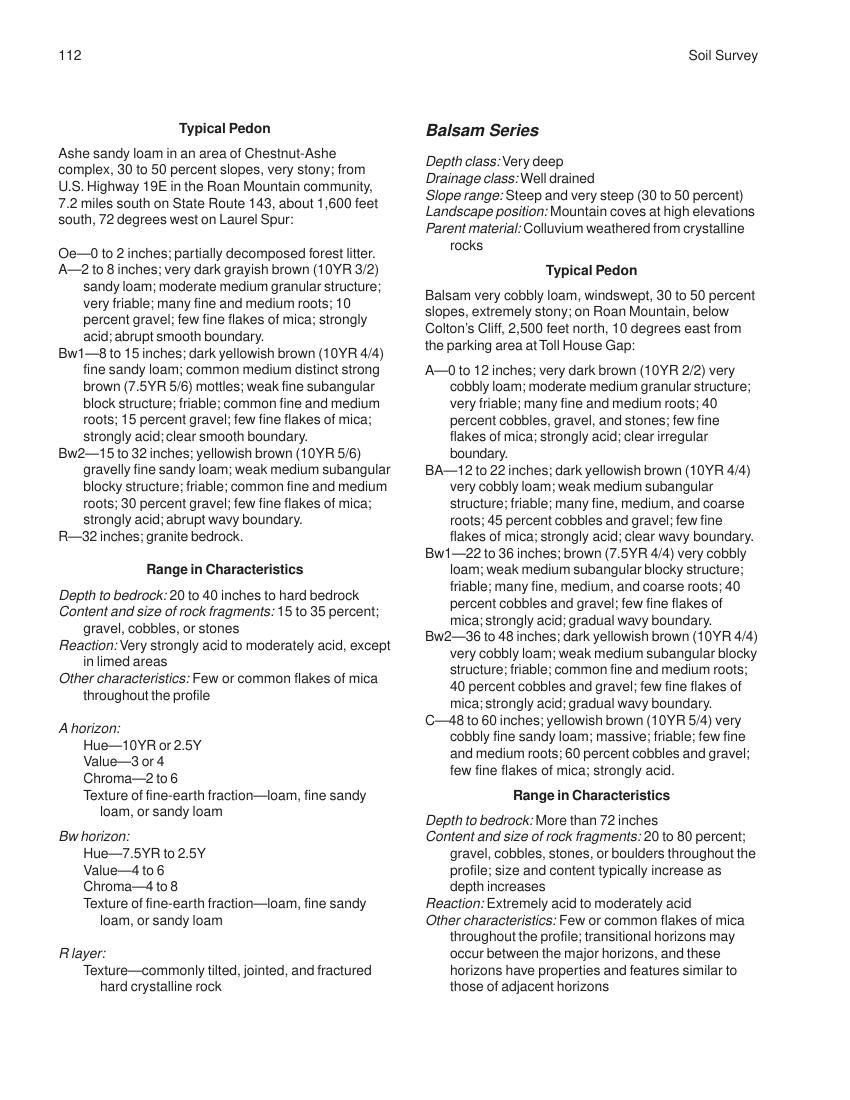 112
Soil Survey
Typical Pedon
Ashe sandy loam in an area of Chestnut-Ashe
complex, 30 to 50 percent slopes, very stony; from
U.S. Highway 19E in the Roan Mountain community,
7.2 miles south on State Route 143, about 1,600 feet
south, 72 degrees west on Laurel Spur:
Oe—0 to 2 inches; partially decomposed forest litter.
A—2 to 8 inches; very dark grayish brown (10YR 3/2)
sandy loam; moderate medium granular structure;
very friable; many fine and medium roots; 10
percent gravel; few fine flakes of mica; strongly
acid; abrupt smooth boundary.
Bw1—8 to 15 inches; dark yellowish brown (10YR 4/4)
fine sandy loam; common medium distinct strong
brown (7.5YR 5/6) mottles; weak fine subangular
block structure; friable; common fine and medium
roots; 15 percent gravel; few fine flakes of mica;
strongly acid; clear smooth boundary.
Bw2—15 to 32 inches; yellowish brown (10YR 5/6)
gravelly fine sandy loam; weak medium subangular
blocky structure; friable; common fine and medium
roots; 30 percent gravel; few fine flakes of mica;
strongly acid; abrupt wavy boundary.
R—32 inches; granite bedrock.
Range in Characteristics
Depth to bedrock: 20 to 40 inches to hard bedrock
Content and size of rock fragments: 15 to 35 percent;
gravel, cobbles, or stones
Reaction: Very strongly acid to moderately acid, except
in limed areas
Other characteristics: Few or common flakes of mica
throughout the profile
A horizon:
Hue—10YR or 2.5Y
Value—3 or 4
Chroma—2 to 6
Texture of fine-earth fraction—loam, fine sandy
loam, or sandy loam
Bw horizon:
Hue—7.5YR to 2.5Y
Value—4 to 6
Chroma—4 to 8
Texture of fine-earth fraction—loam, fine sandy
loam, or sandy loam
R layer:
Texture—commonly tilted, jointed, and fractured
hard crystalline rock
Balsam Series
Depth class: Very deep
Drainage class: Well drained
Slope range: Steep and very steep (30 to 50 percent)
Landscape position: Mountain coves at high elevations
Parent material: Colluvium weathered from crystalline
rocks
Typical Pedon
Balsam very cobbly loam, windswept, 30 to 50 percent
slopes, extremely stony; on Roan Mountain, below
Colton's Cliff, 2,500 feet north, 10 degrees east from
the parking area at Toll House Gap:
A—0 to 12 inches; very dark brown (10YR 2/2) very
cobbly loam; moderate medium granular structure;
very friable; many fine and medium roots; 40
percent cobbles, gravel, and stones; few fine
flakes of mica; strongly acid; clear irregular
boundary.
BA—12 to 22 inches; dark yellowish brown (10YR 4/4)
very cobbly loam; weak medium subangular
structure; friable; many fine, medium, and coarse
roots; 45 percent cobbles and gravel; few fine
flakes of mica; strongly acid; clear wavy boundary.
Bw1—22 to 36 inches; brown (7.5YR 4/4) very cobbly
loam; weak medium subangular blocky structure;
friable; many fine, medium, and coarse roots; 40
percent cobbles and gravel; few fine flakes of
mica; strongly acid; gradual wavy boundary.
Bw2—36 to 48 inches; dark yellowish brown (10YR 4/4)
very cobbly loam; weak medium subangular blocky
structure; friable; common fine and medium roots;
40 percent cobbles and gravel; few fine flakes of
mica; strongly acid; gradual wavy boundary.
C—48 to 60 inches; yellowish brown (10YR 5/4) very
cobbly fine sandy loam; massive; friable; few fine
and medium roots; 60 percent cobbles and gravel;
few fine flakes of mica; strongly acid.
Range in Characteristics
Depth to bedrock: More than 72 inches
Content and size of rock fragments: 20 to 80 percent;
gravel, cobbles, stones, or boulders throughout the
profile; size and content typically increase as
depth increases
Reaction: Extremely acid to moderately acid
Other characteristics: Few or common flakes of mica
throughout the profile; transitional horizons may
occur between the major horizons, and these
horizons have properties and features similar to
those of adjacent horizons